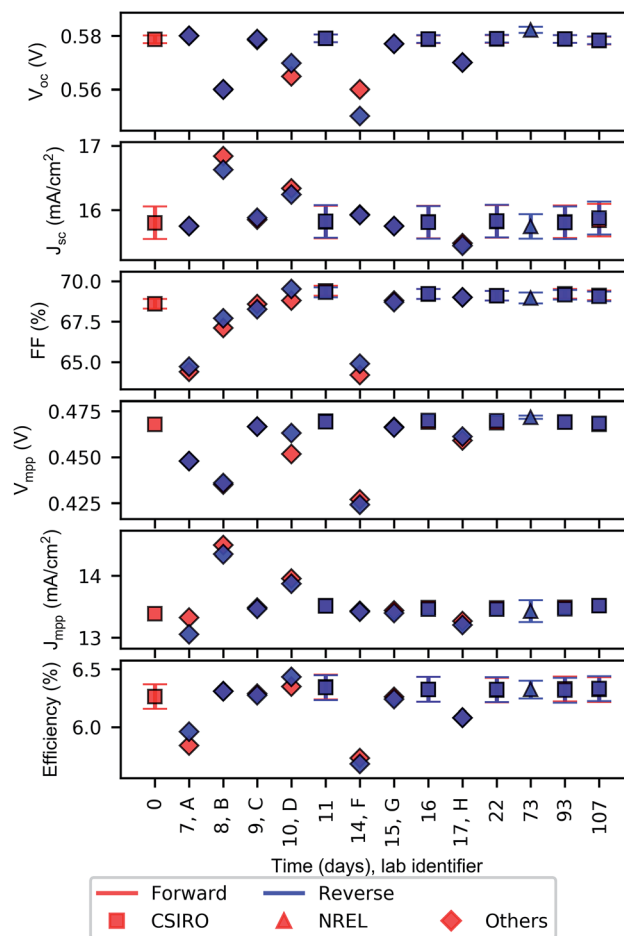 0.58
0.56
V_oc (V)
17
16
J_sc (mA/cm²)
70.0
67.5
65.0
FF (%)
0.475
0.450
0.425
V_mpp (V)
14
13
J_mpp (mA/cm²)
6.5
6.0
Efficiency (%)
0
7, A
8, B
9, C
10, D
11
14, F
15, G
16
17, H
22
73
93
107
Time (days), lab identifier
Forward Reverse
CSIRO NREL Others